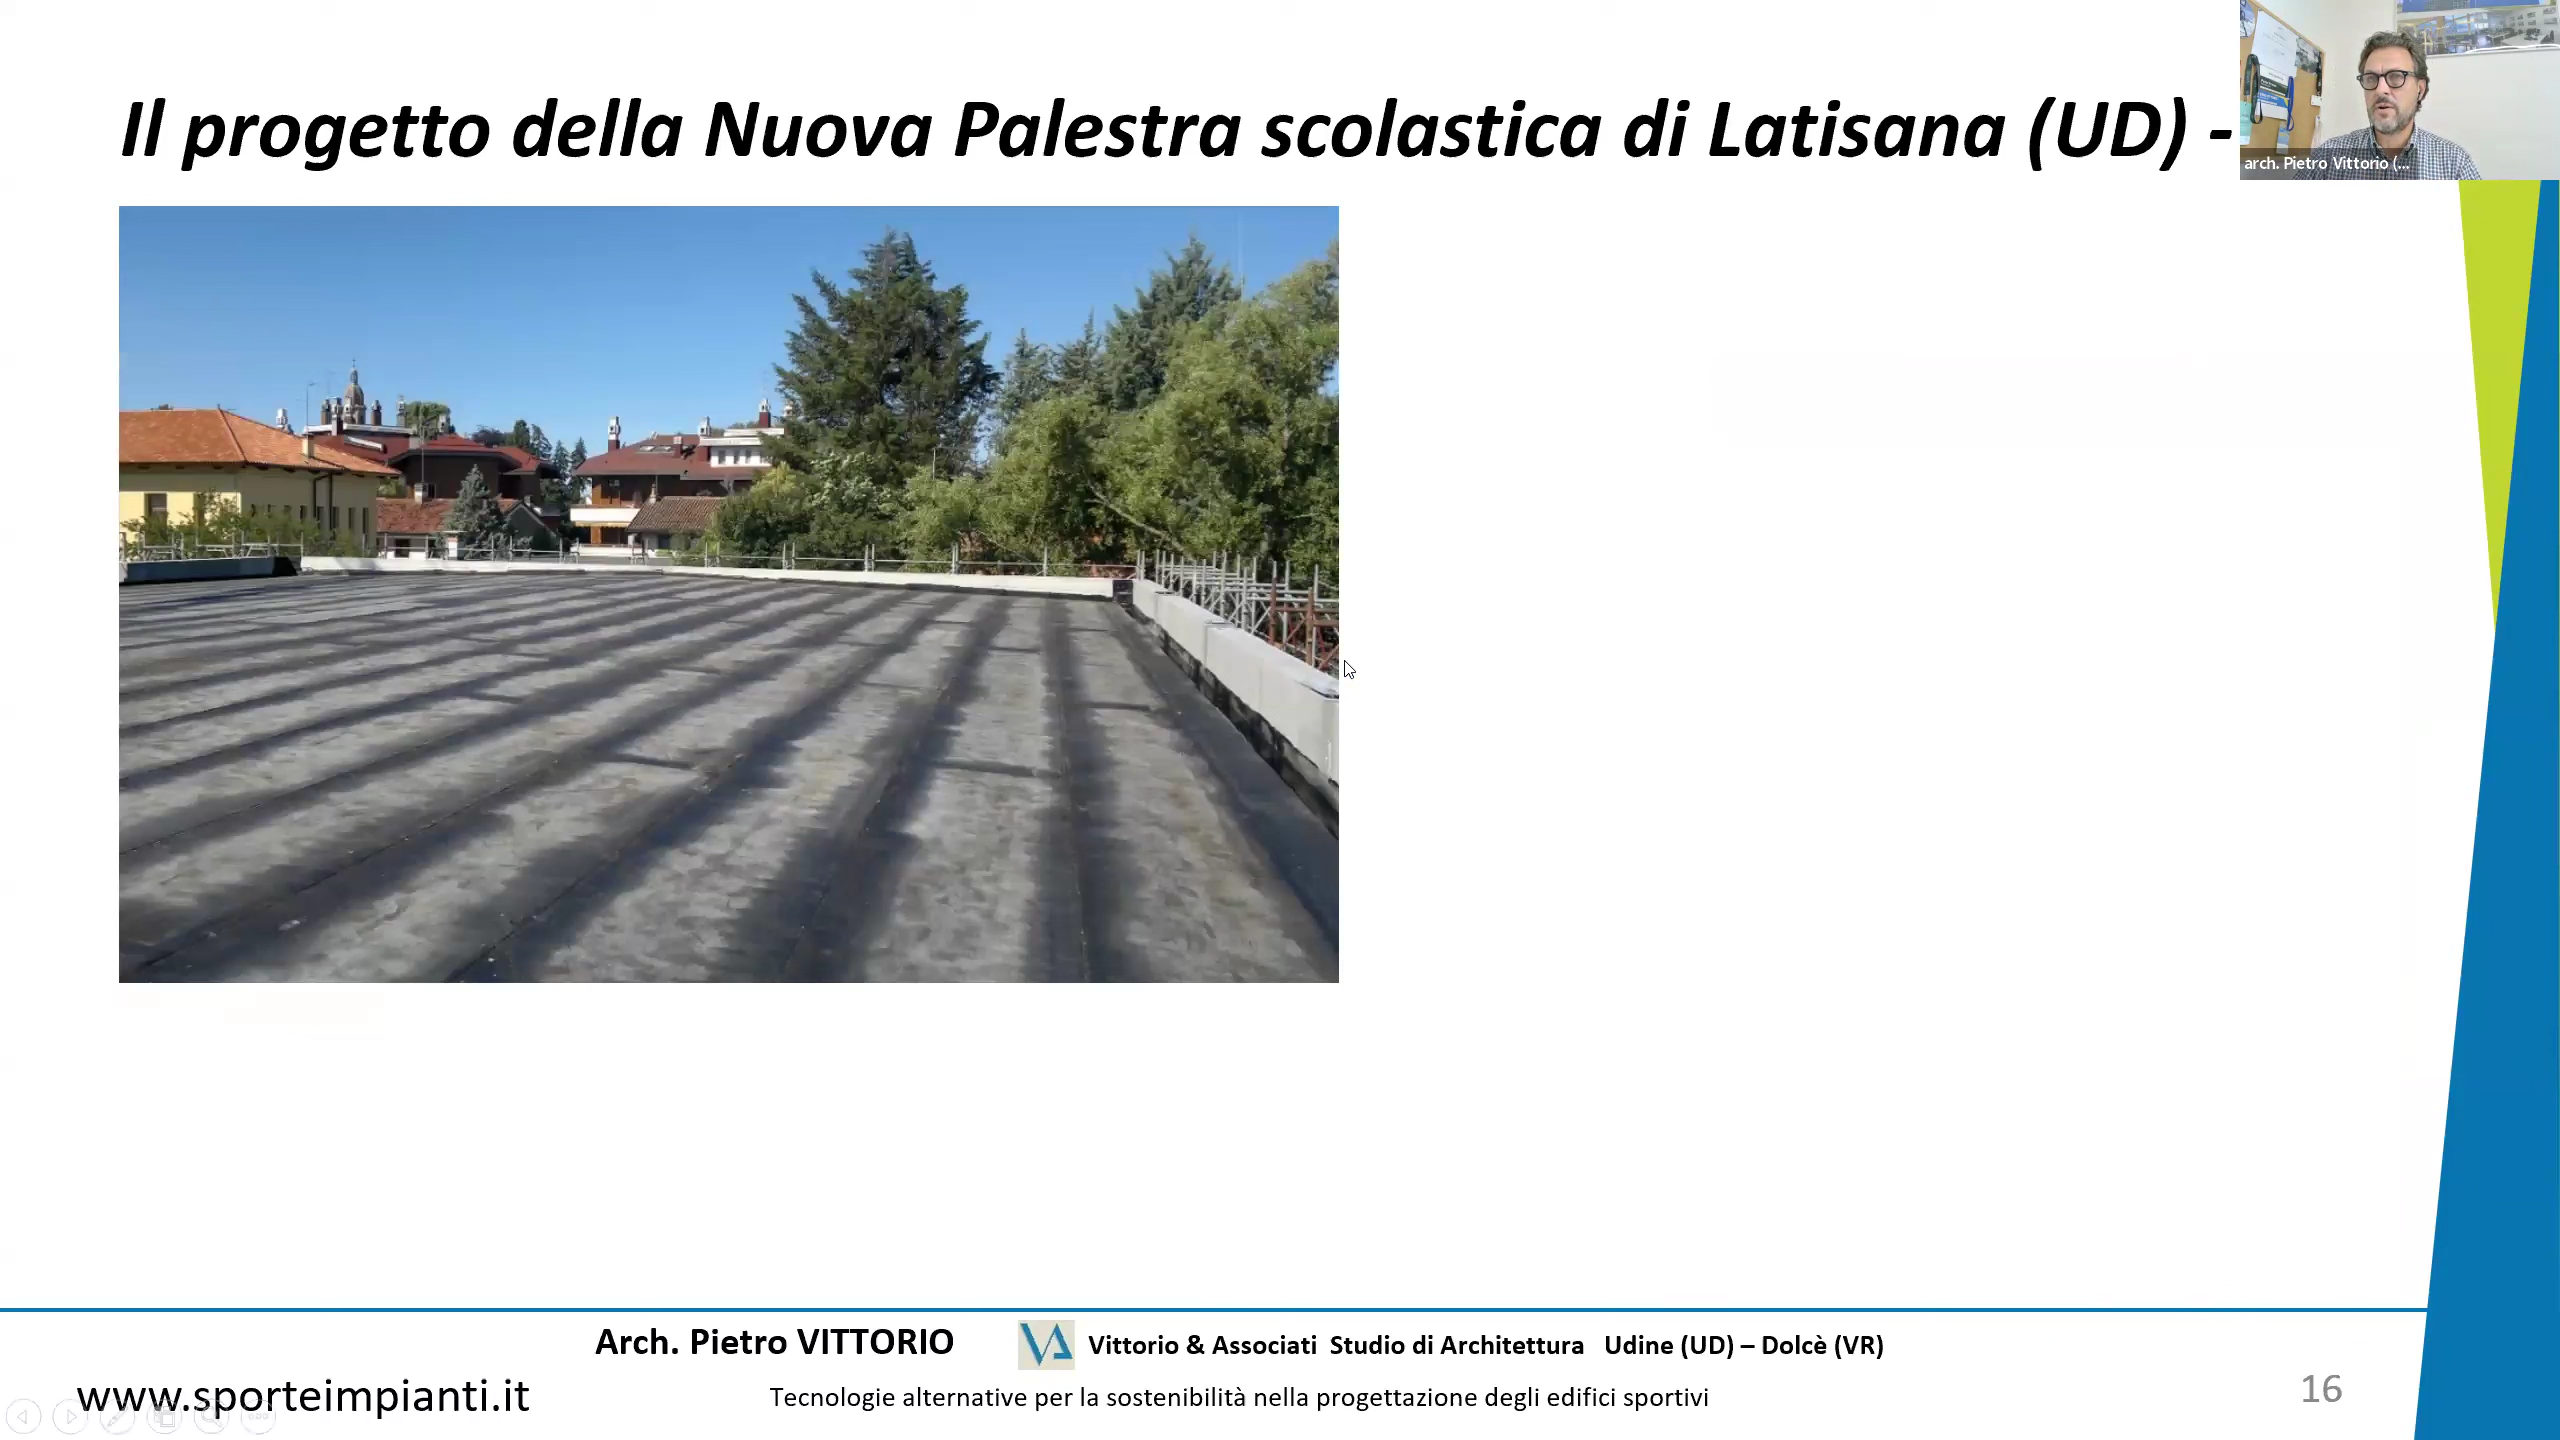 Il progetto della Nuova Palestra scolastica di Latisana (UD) -
arch. Pietro Vittorio (...
Arch. Pietro VITTORIO
VA Vittorio & Associati Studio di Architettura Udine (UD) – Dolcè (VR)
www.sporteimpianti.it
Tecnologie alternative per la sostenibilità nella progettazione degli edifici sportivi
16